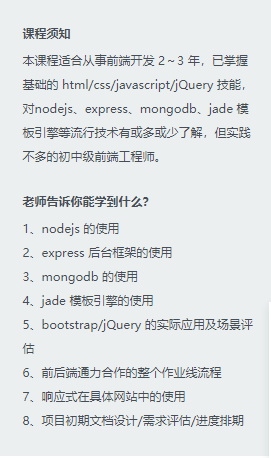 课程须知
本课程适合从事前端开发 2～3 年，已掌握
基础的 html/css/javascript/jQuery 技能，
对nodejs、express、mongodb、jade 模
板引擎等流行技术有或多或少了解，但实践
不多的初中级前端工程师。
老师告诉你能学到什么?
1、nodejs 的使用
2、express 后台框架的使用
3、mongodb 的使用
4、jade 模板引擎的使用
5、bootstrap/jQuery 的实际应用及场景评
估
6、前后端通力合作的整个作业线流程
7、响应式在具体网站中的使用
8、项目初期文档设计/需求评估/进度排期